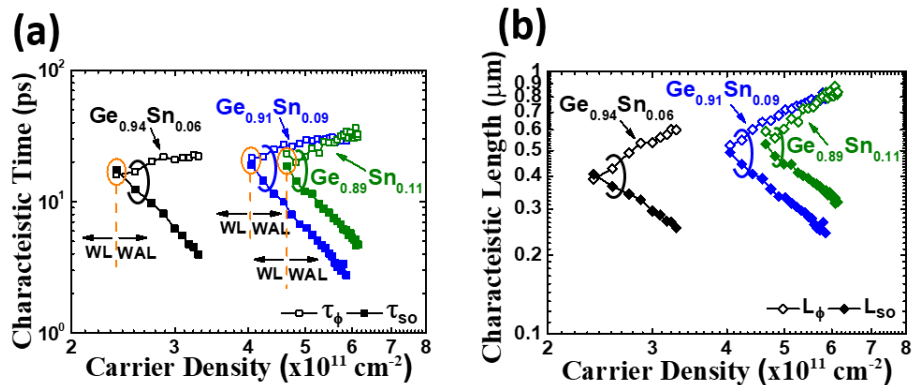 (a)
Characteistic Time (ps)
10²
10¹
10⁰
Ge0.94Sn0.06
Ge0.91Sn0.09
Ge0.89Sn0.11
WL WAL
WL WAL
WL WAL
τϕ τso
2 3 4 5 6 7 8
Carrier Density (x10¹¹ cm⁻²)
(b)
Characteistic Length (μm)
1
0.9
0.8
0.7
0.6
0.5
0.4
0.3
0.2
0.1
Ge0.94Sn0.06
Ge0.91Sn0.09
Ge0.89Sn0.11
Lϕ Lso
2 3 4 5 6 7 8
Carrier Density (x10¹¹ cm⁻²)